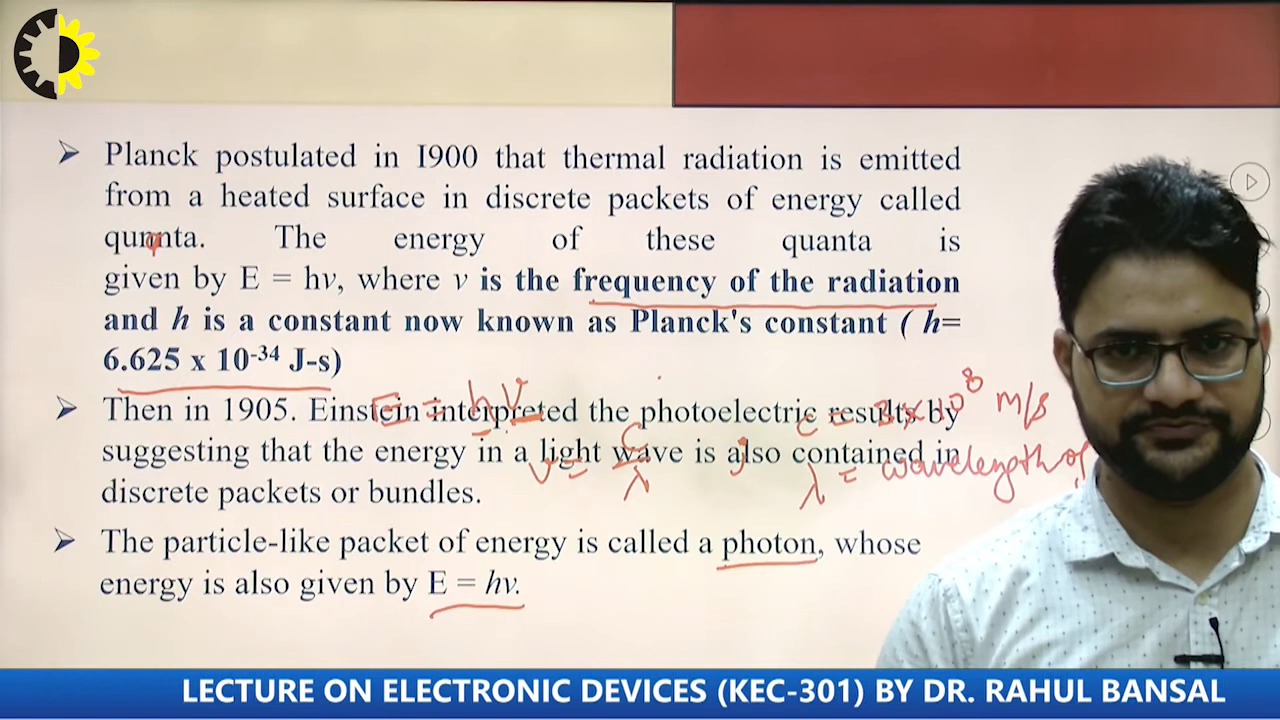 Planck postulated in I900 that thermal radiation is emitted
from a heated surface in discrete packets of energy called
qunnta. The energy of these quanta is
given by E = hν, where ν is the frequency of the radiation
and h is a constant now known as Planck's constant ( h=
6.625 x 10-34 J-s)
Then in 1905. Einstein interpreted the photoelectric results by
E = hν
c = 3×10⁸ m/s
suggesting that the energy in a light wave is also contained in
ν = c/λ ;
λ = wavelength of
discrete packets or bundles.
The particle-like packet of energy is called a photon, whose
energy is also given by E = hν.
LECTURE ON ELECTRONIC DEVICES (KEC-301) BY DR. RAHUL BANSAL